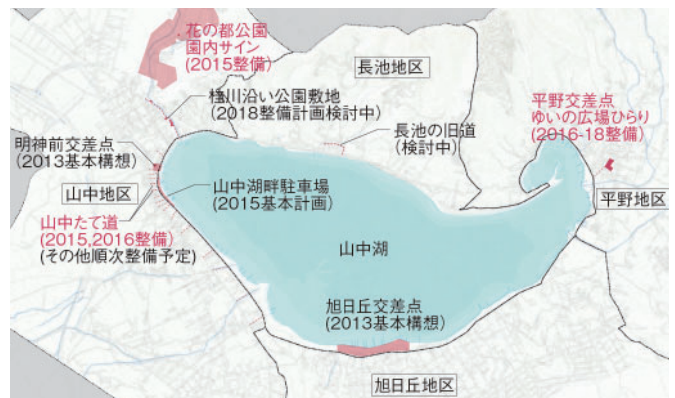 花の都公園
園内サイン
(2015整備)
長池地区
檀川沿い公園敷地
(2018整備計画検討中)
平野交差点
ゆいの広場ひらり
(2016-18整備)
長池の旧道
(検討中)
明神前交差点
(2013基本構想)
山中地区
山中湖畔駐車場
(2015基本計画)
平野地区
山中たて道
(2015,2016整備)
(その他順次整備予定)
山中湖
旭日丘交差点
(2013基本構想)
旭日丘地区